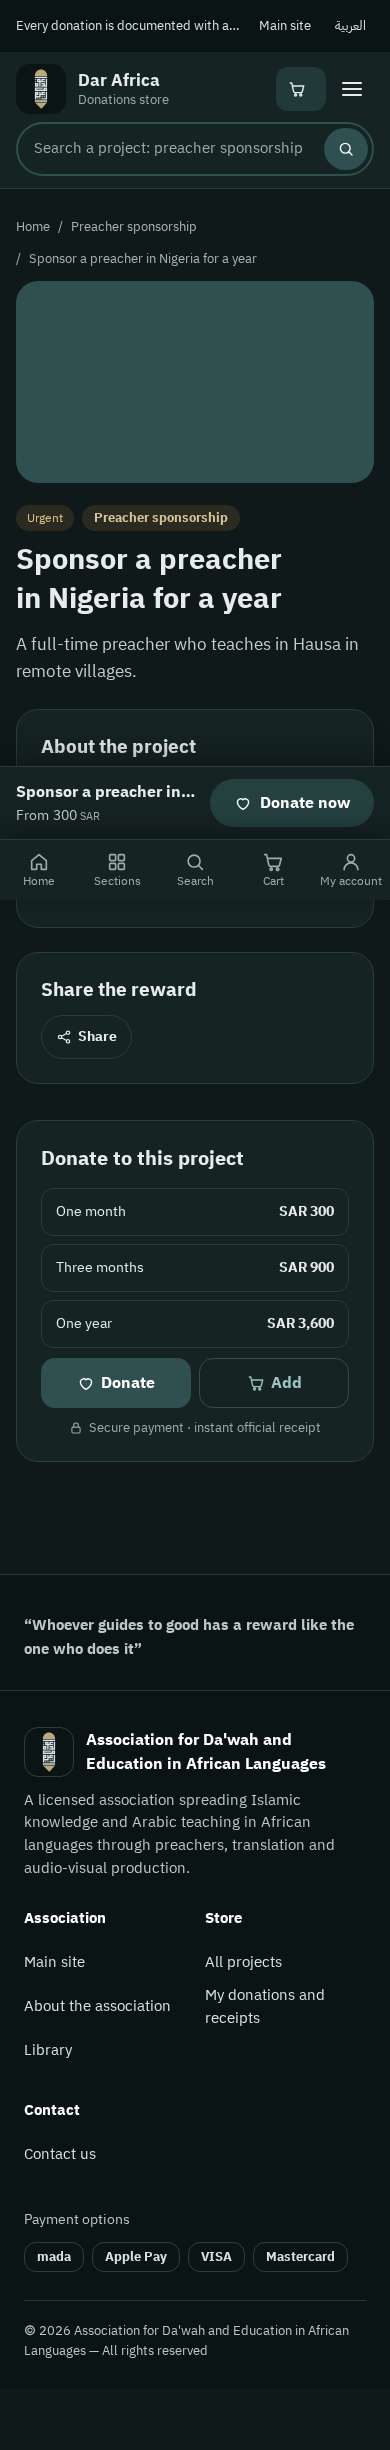 Every donation is documented with a...
Main site
العربية
Dar Africa
Donations store
Search a project: preacher sponsorship
Home / Preacher sponsorship
/ Sponsor a preacher in Nigeria for a year
Urgent
Preacher sponsorship
Sponsor a preacher
in Nigeria for a year
A full-time preacher who teaches in Hausa in
remote villages.
About the project
Sponsor a preacher in...
From 300 SAR
Donate now
Home
Sections
Search
Cart
My account
Share the reward
Share
Donate to this project
One month SAR 300
Three months SAR 900
One year SAR 3,600
Donate
Add
Secure payment · instant official receipt
“Whoever guides to good has a reward like the
one who does it”
Association for Da'wah and
Education in African Languages
A licensed association spreading Islamic
knowledge and Arabic teaching in African
languages through preachers, translation and
audio-visual production.
Association
Main site
About the association
Library
Store
All projects
My donations and
receipts
Contact
Contact us
Payment options
mada
Apple Pay
VISA
Mastercard
© 2026 Association for Da'wah and Education in African
Languages — All rights reserved